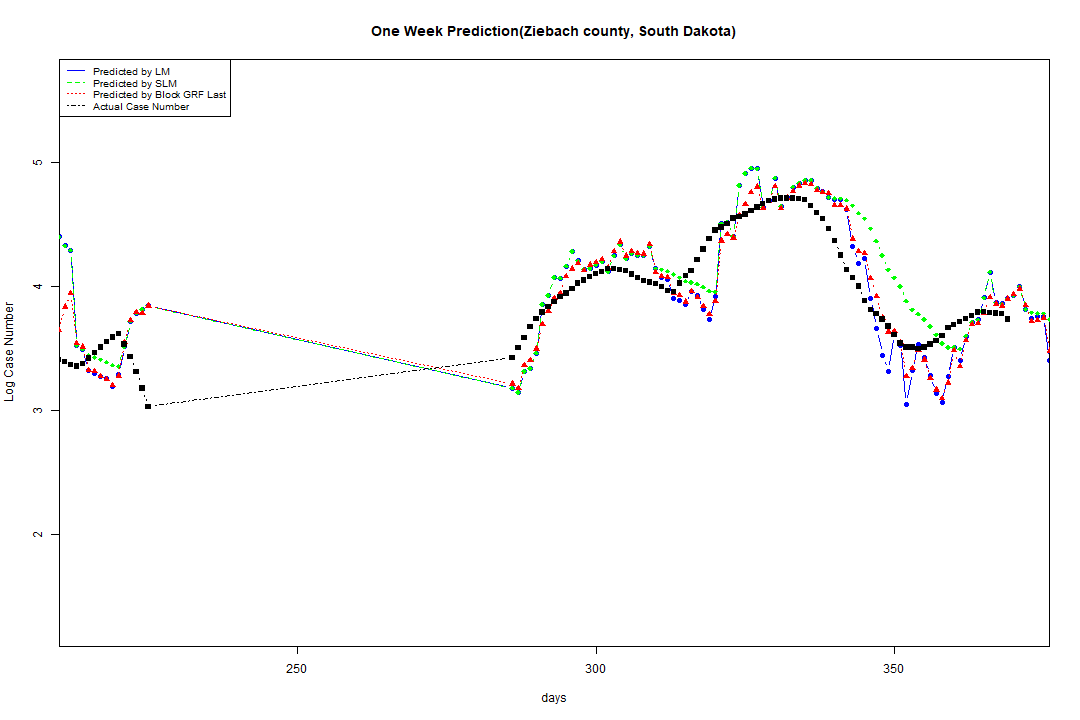 One Week Prediction(Ziebach county, South Dakota)
Predicted by LM
Predicted by SLM
Predicted by Block GRF Last
Actual Case Number
5
4
3
2
Log Case Number
250
300
350
days